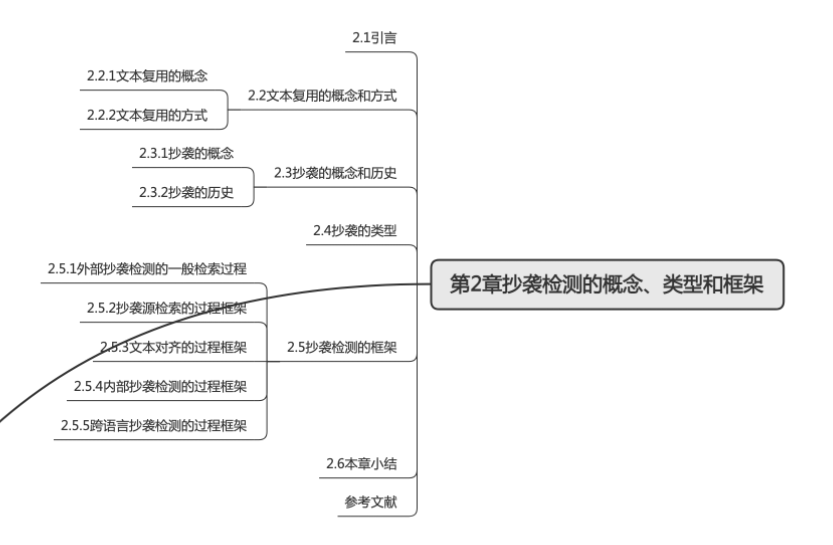 第2章抄袭检测的概念、类型和框架
2.1引言
2.2文本复用的概念和方式
2.2.1文本复用的概念
2.2.2文本复用的方式
2.3抄袭的概念和历史
2.3.1抄袭的概念
2.3.2抄袭的历史
2.4抄袭的类型
2.5抄袭检测的框架
2.5.1外部抄袭检测的一般检索过程
2.5.2抄袭源检索的过程框架
2.5.3文本对齐的过程框架
2.5.4内部抄袭检测的过程框架
2.5.5跨语言抄袭检测的过程框架
2.6本章小结
参考文献